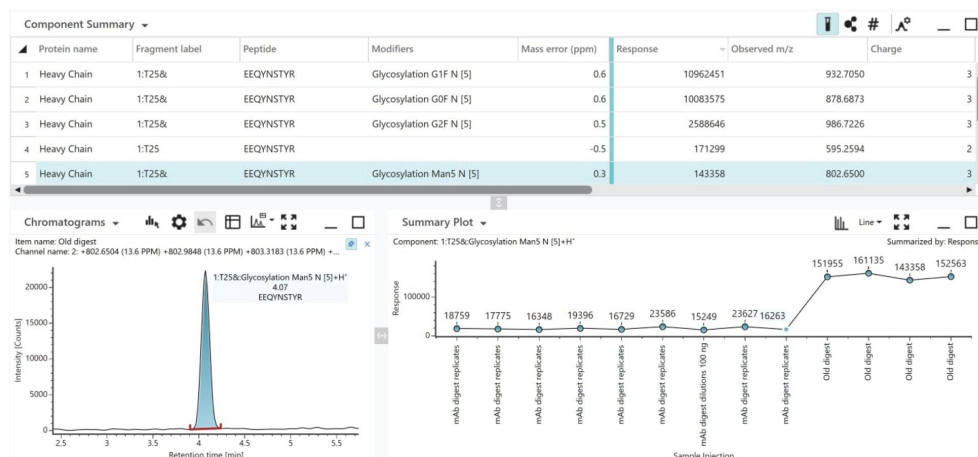 Component Summary
Protein name Fragment label Peptide Modifiers Mass error (ppm) Response Observed m/z Charge
1 Heavy Chain 1:T25& EEQYNSTYR Glycosylation G1F N [5] 0.6 10962451 932.7050 3
2 Heavy Chain 1:T25& EEQYNSTYR Glycosylation G0F N [5] 0.6 10083575 878.6873 3
3 Heavy Chain 1:T25& EEQYNSTYR Glycosylation G2F N [5] 0.5 2588646 986.7226 3
4 Heavy Chain 1:T25 EEQYNSTYR -0.5 171299 595.2594 2
5 Heavy Chain 1:T25& EEQYNSTYR Glycosylation Man5 N [5] 0.3 143358 802.6500 3
Chromatograms
Item name: Old digest
Channel name: 2: +802.6504 (13.6 PPM) +802.9848 (13.6 PPM) +803.3183 (13.6 PPM) +...
1:T25&:Glycosylation Man5 N [5]+H+
4.07
EEQYNSTYR
Intensity [Counts]
20000
15000
10000
5000
0
2.5 3 3.5 4 4.5 5 5.5
Retention time [min]
Summary Plot
Line
Component: 1:T25&:Glycosylation Man5 N [5]+H+
Summarized by: Respons
Response
100000
0
18759 17775 16348 19396 16729 23586 15249 23627 16263 151955 161135 143358 152563
mAb digest replicates
mAb digest replicates
mAb digest replicates
mAb digest replicates
mAb digest replicates
mAb digest replicates
mAb digest dilutions 100 ng
mAb digest replicates
mAb digest replicates
Old digest
Old digest
Old digest
Old digest
Sample Injection